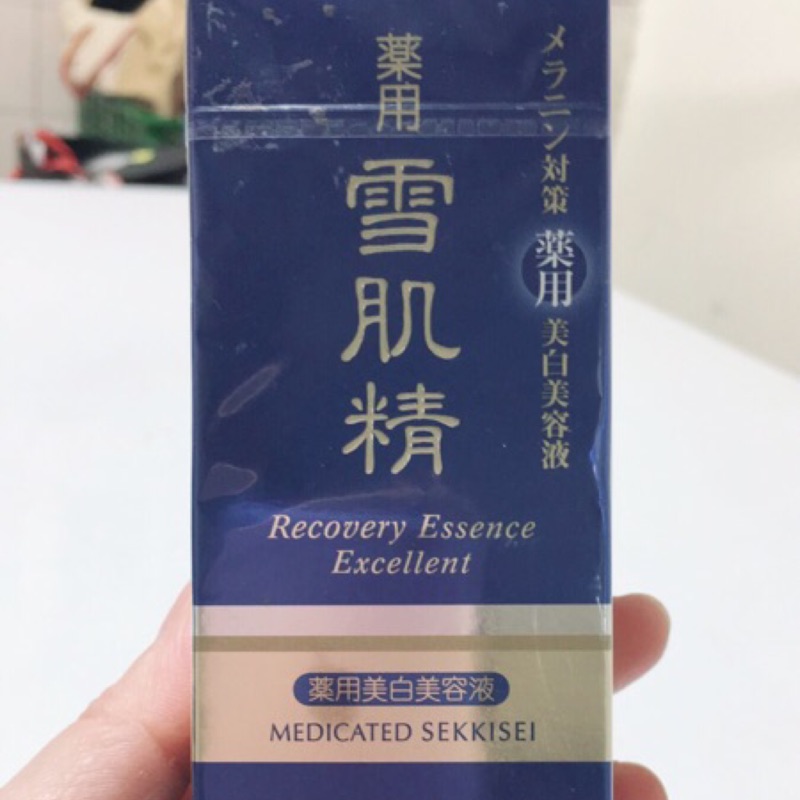 メラニン対策 薬用 美白美容液
薬用
雪肌精
Recovery Essence
Excellent
薬用美白美容液
MEDICATED SEKKISEI